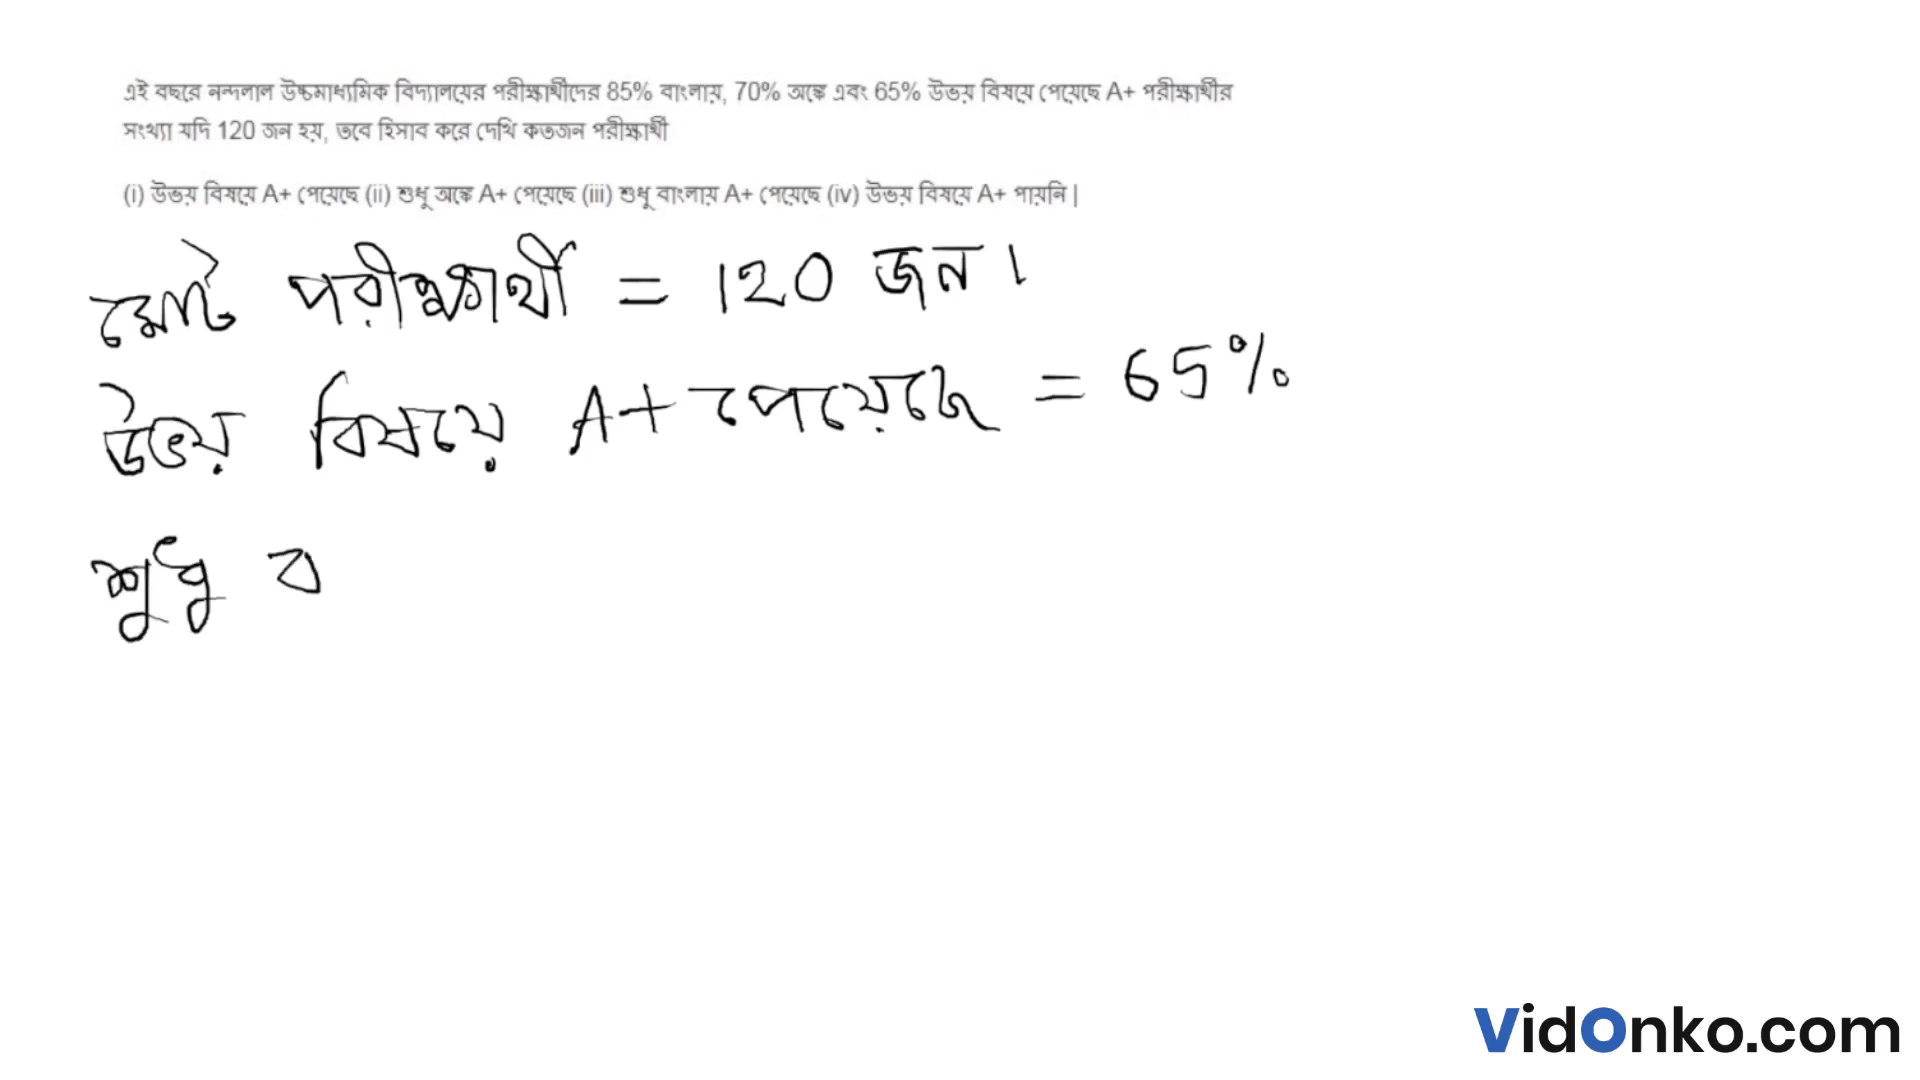 এই বছরে নন্দলাল উচ্চমাধ্যমিক বিদ্যালয়ের পরীক্ষার্থীদের 85% বাংলায়, 70% অঙ্কে এবং 65% উভয় বিষয়ে পেয়েছে A+ পরীক্ষার্থীর
সংখ্যা যদি 120 জন হয়, তবে হিসাব করে দেখি কতজন পরীক্ষার্থী
(i) উভয় বিষয়ে A+ পেয়েছে (ii) শুধু অঙ্কে A+ পেয়েছে (iii) শুধু বাংলায় A+ পেয়েছে (iv) উভয় বিষয়ে A+ পায়নি |
মোট পরীক্ষার্থী = 120 জন।
উভয় বিষয়ে A+ পেয়েছে = 65%
শুধু ব
VidOnko.com